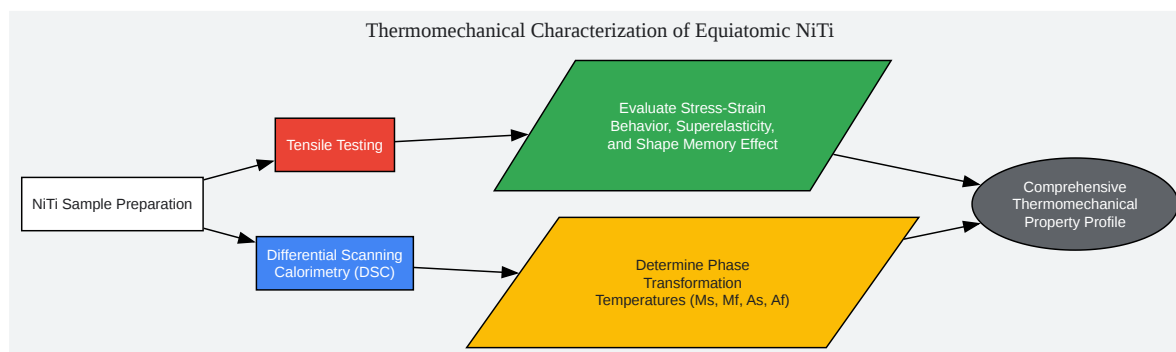 Thermomechanical Characterization of Equiatomic NiTi
NiTi Sample Preparation
Tensile Testing
Differential Scanning
Calorimetry (DSC)
Evaluate Stress-Strain
Behavior, Superelasticity,
and Shape Memory Effect
Determine Phase
Transformation
Temperatures (Ms, Mf, As, Af)
Comprehensive
Thermomechanical
Property Profile